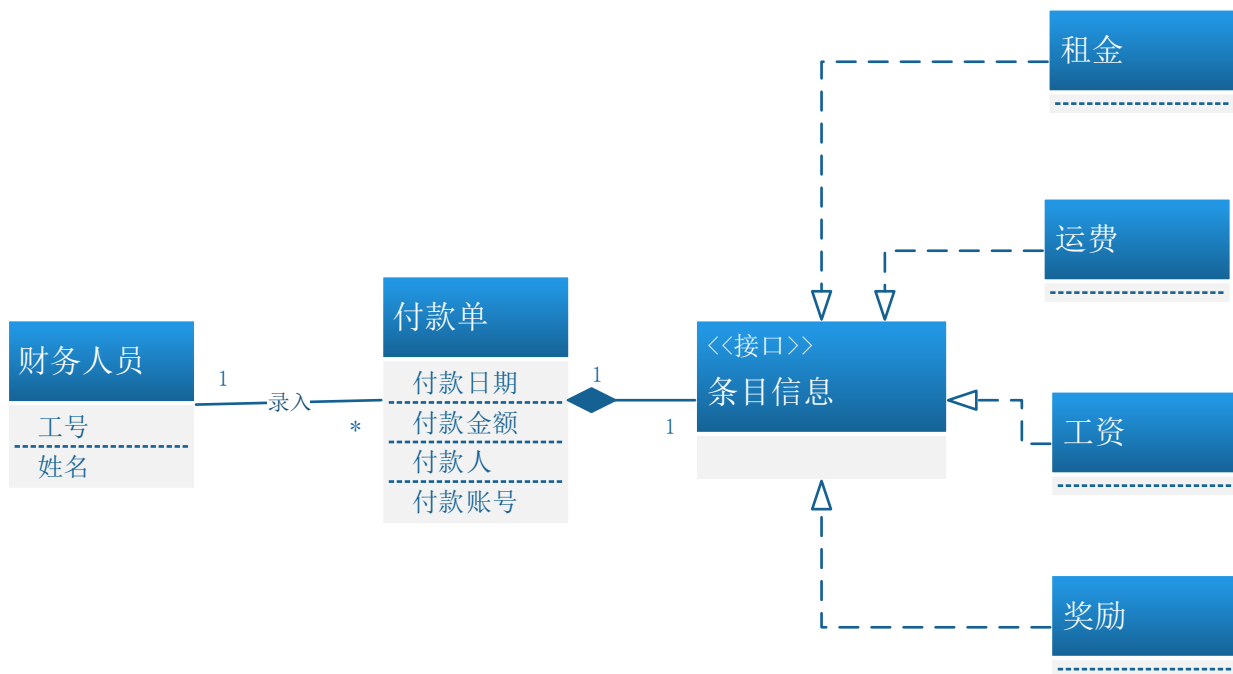 租金
运费
付款单
财务人员
<<接口>>
条目信息
1
录入
*
付款日期
付款金额
付款人
付款账号
1
1
工号
姓名
工资
奖励